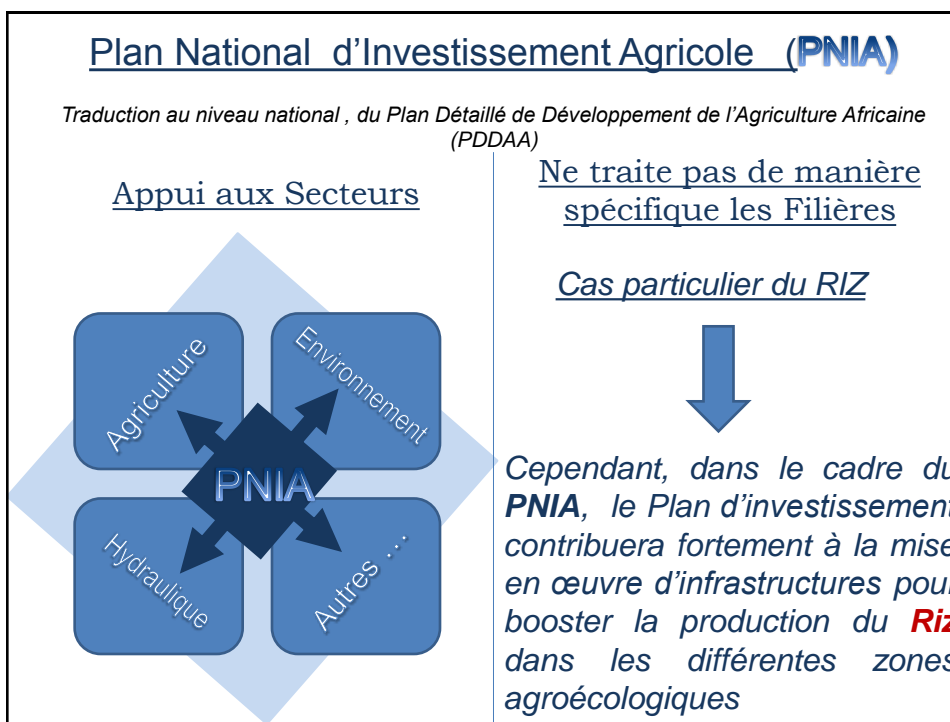 Plan National d’Investissement Agricole (PNIA)
Traduction au niveau national , du Plan Détaillé de Développement de l’Agriculture Africaine
(PDDAA)
Appui aux Secteurs
Agriculture
Environnement
PNIA
Hydraulique
Autres …
Ne traite pas de manière
spécifique les Filières
Cas particulier du RIZ
Cependant, dans le cadre du
PNIA, le Plan d’investissement
contribuera fortement à la mise
en œuvre d’infrastructures pour
booster la production du Riz
dans les différentes zones
agroécologiques